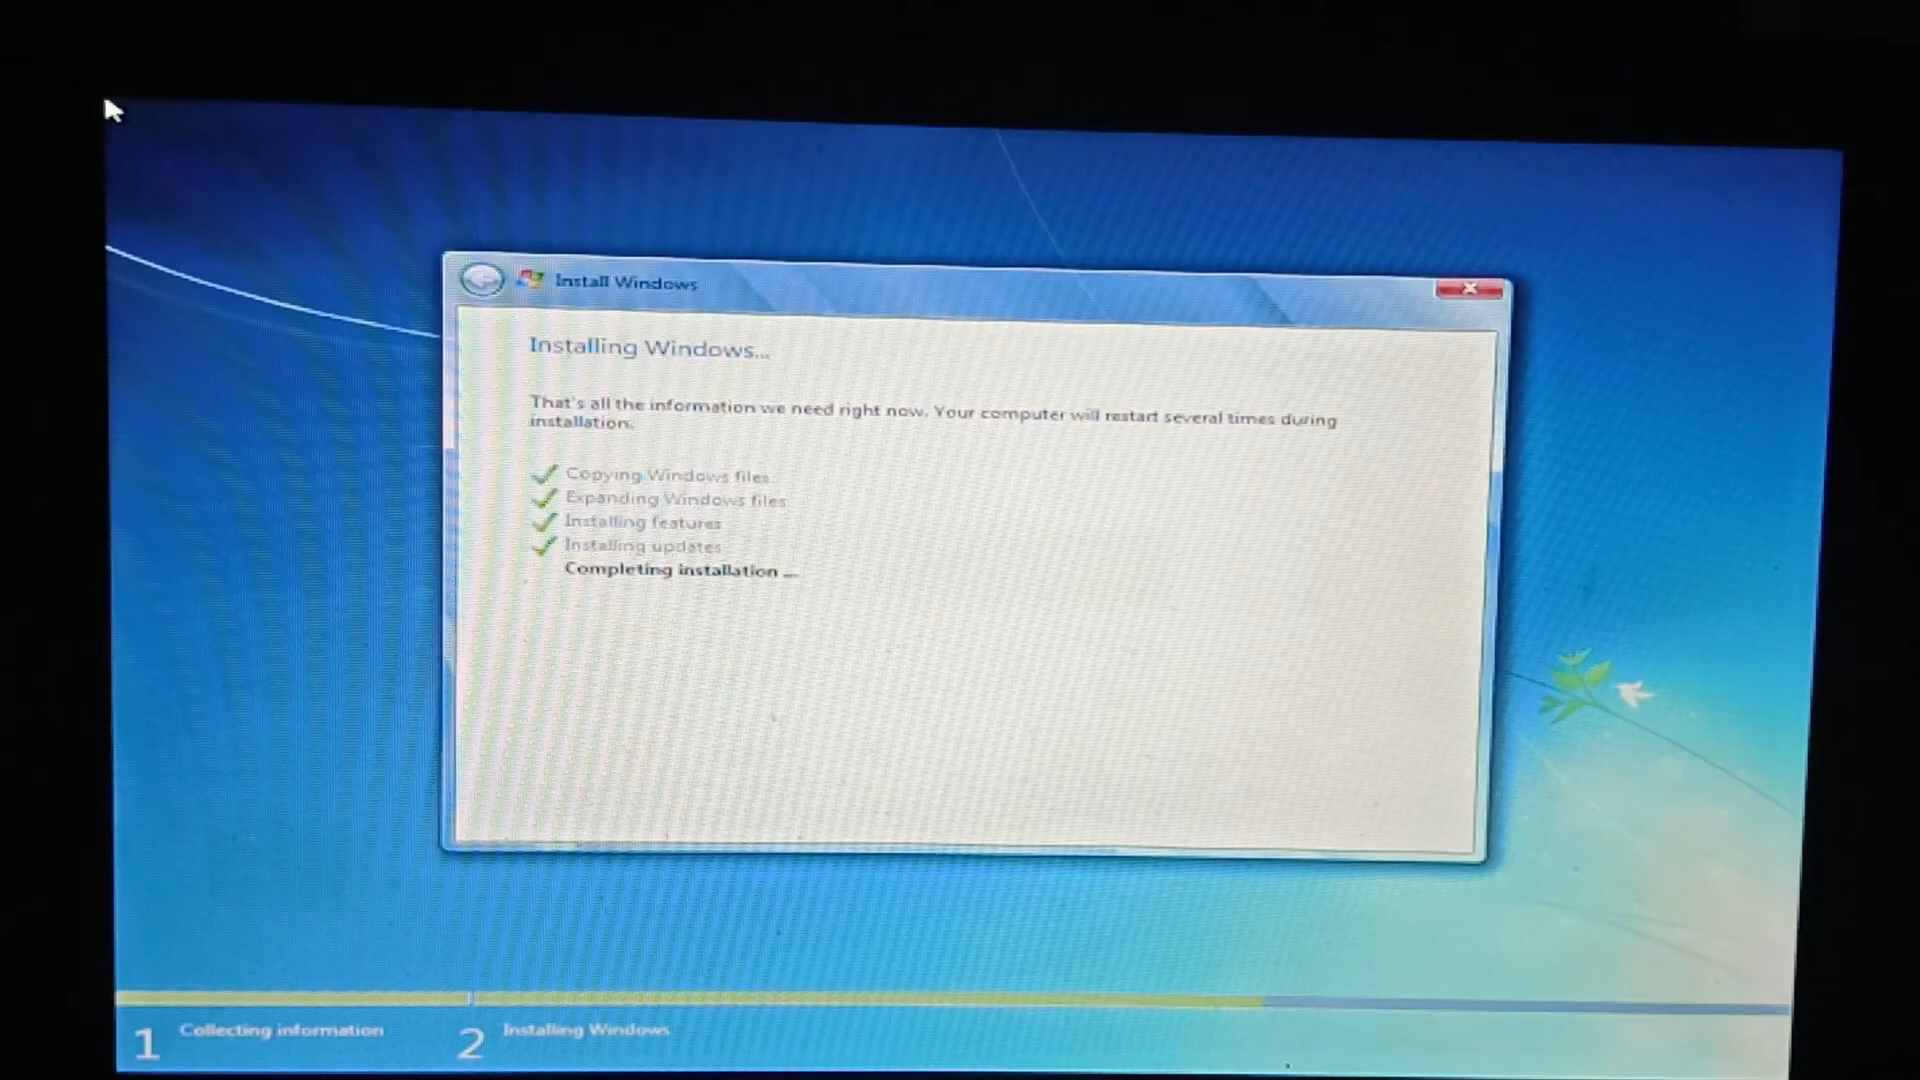 Install Windows
Installing Windows...
That's all the information we need right now. Your computer will restart several times during
installation.
Copying Windows files
Expanding Windows files
Installing features
Installing updates
Completing installation ...
1 Collecting information
2 Installing Windows